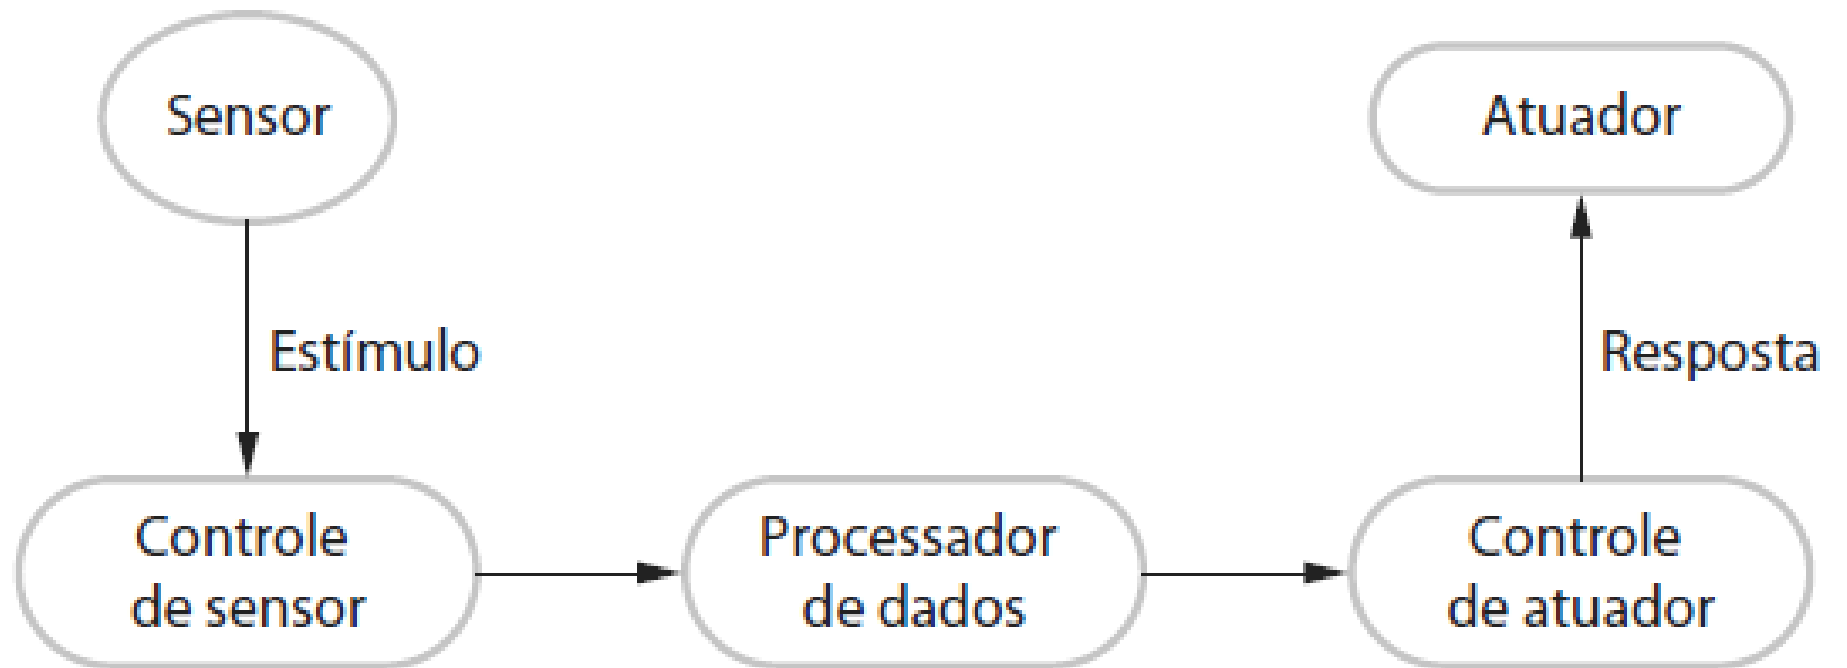 Sensor
Atuador
Estímulo
Resposta
Controle
de sensor
Processador
de dados
Controle
de atuador